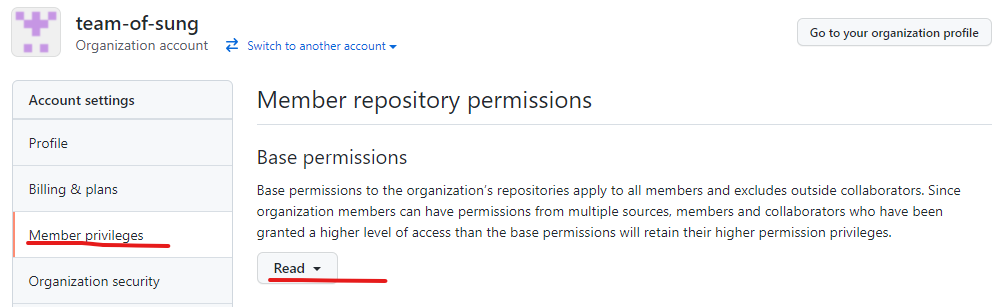 team-of-sung
Organization account
Switch to another account
Go to your organization profile
Account settings
Profile
Billing & plans
Member privileges
Organization security
Member repository permissions
Base permissions
Base permissions to the organization's repositories apply to all members and excludes outside collaborators. Since
organization members can have permissions from multiple sources, members and collaborators who have been
granted a higher level of access than the base permissions will retain their higher permission privileges.
Read